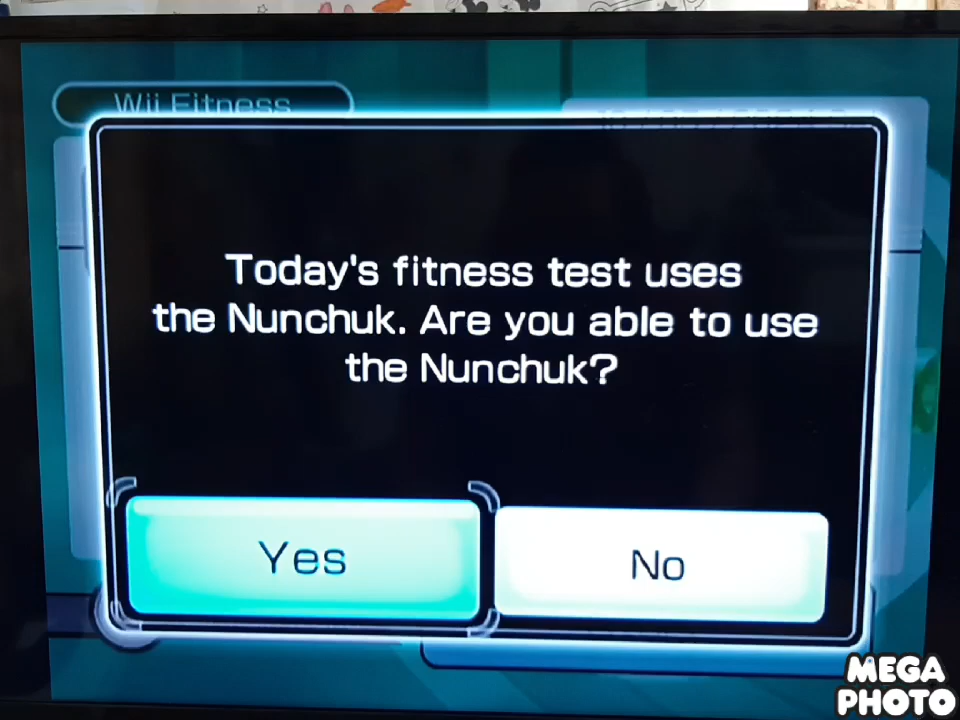 Wii Fitness
Today's fitness test uses
the Nunchuk. Are you able to use
the Nunchuk?
Yes
No
MEGA
PHOTO